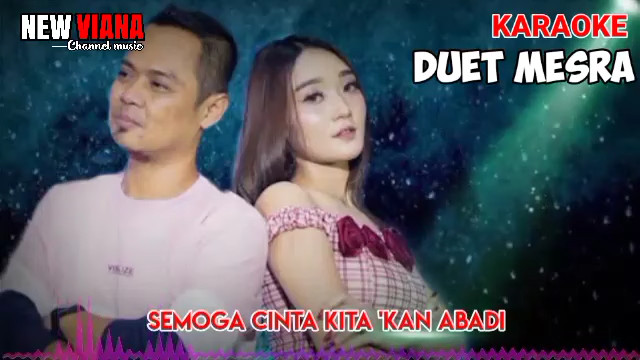 NEW VIANA
Channel music
KARAOKE
DUET MESRA
SEMOGA CINTA KITA 'KAN ABADI